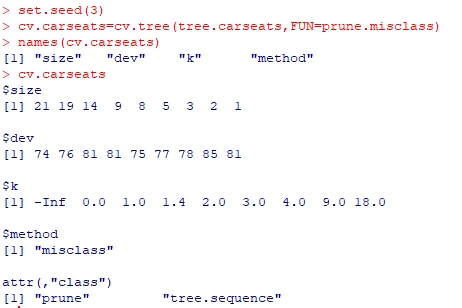 > set.seed(3)
> cv.carseats=cv.tree(tree.carseats,FUN=prune.misclass)
> names(cv.carseats)
[1] "size"   "dev"    "k"      "method"
> cv.carseats
$size
[1] 21 19 14  9  8  5  3  2  1

$dev
[1] 74 76 81 81 75 77 78 85 81

$k
[1] -Inf  0.0  1.0  1.4  2.0  3.0  4.0  9.0 18.0

$method
[1] "misclass"

attr(,"class")
[1] "prune"         "tree.sequence"